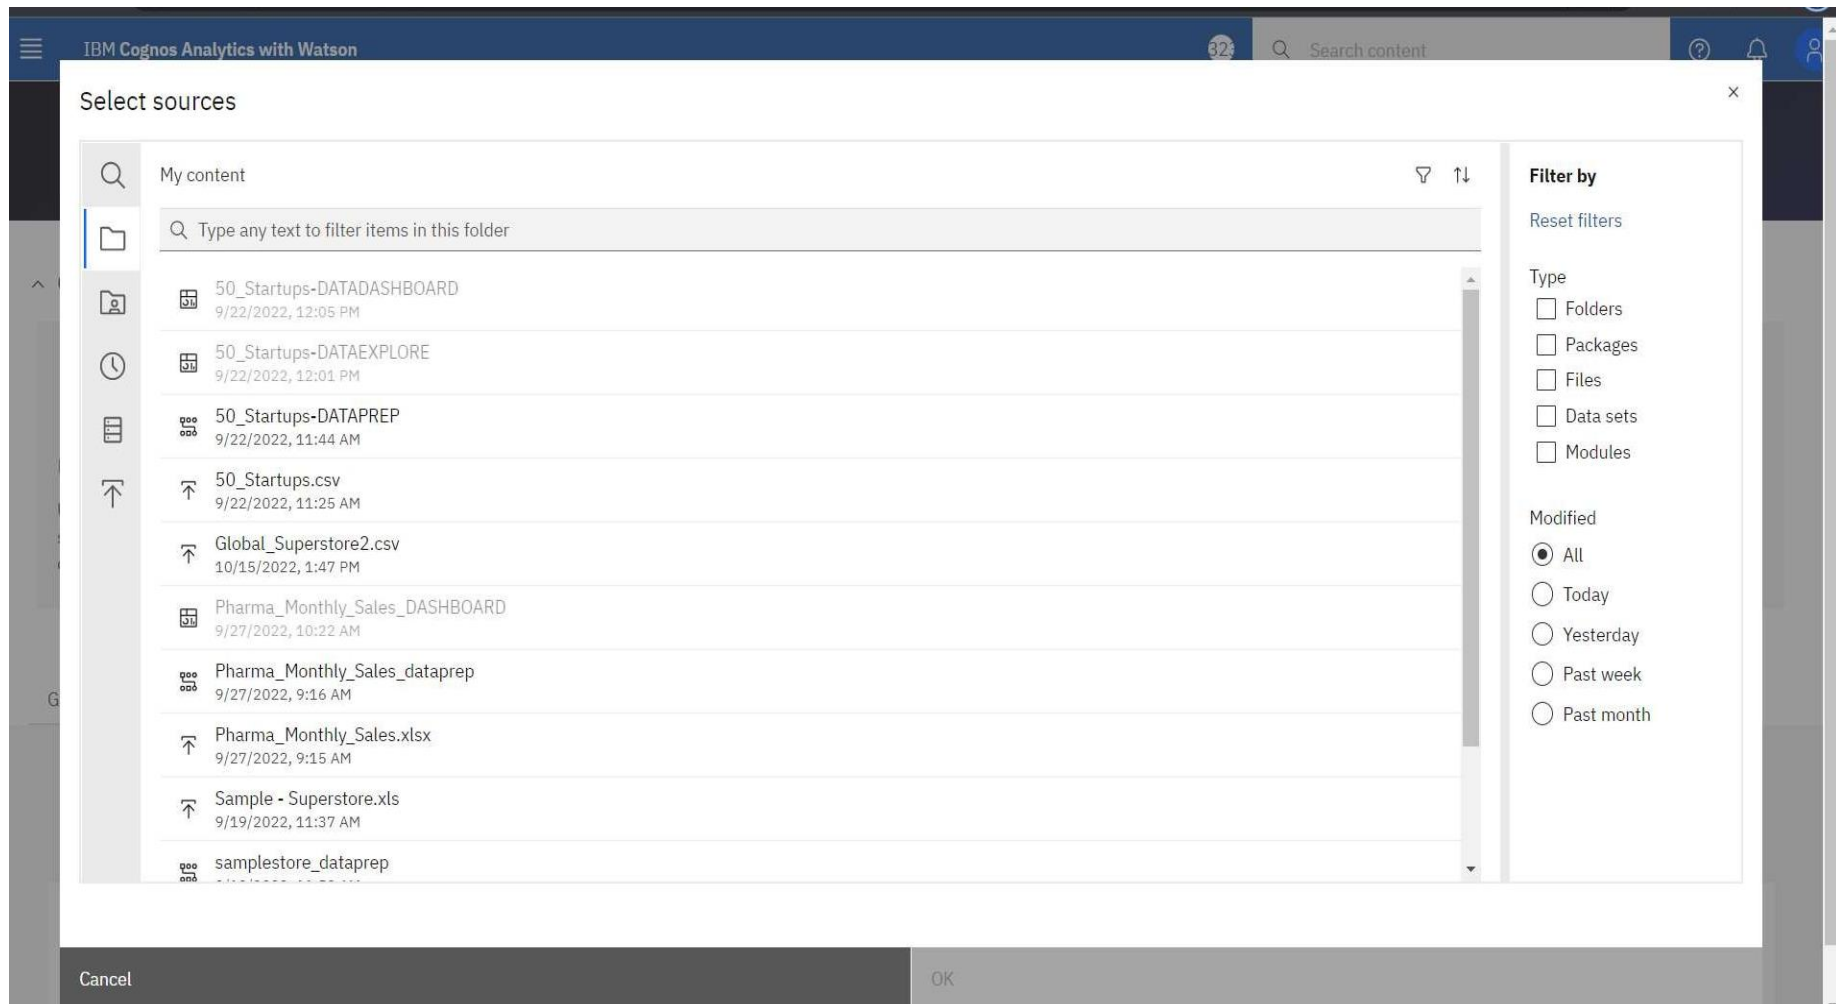 IBM Cognos Analytics with Watson
Search content
Select sources
My content
Type any text to filter items in this folder
50_Startups-DATADASHBOARD
9/22/2022, 12:05 PM
50_Startups-DATAEXPLORE
9/22/2022, 12:01 PM
50_Startups-DATAPREP
9/22/2022, 11:44 AM
50_Startups.csv
9/22/2022, 11:25 AM
Global_Superstore2.csv
10/15/2022, 1:47 PM
Pharma_Monthly_Sales_DASHBOARD
9/27/2022, 10:22 AM
Pharma_Monthly_Sales_dataprep
9/27/2022, 9:16 AM
Pharma_Monthly_Sales.xlsx
9/27/2022, 9:15 AM
Sample - Superstore.xls
9/19/2022, 11:37 AM
samplestore_dataprep
Filter by
Reset filters
Type
Folders
Packages
Files
Data sets
Modules
Modified
All
Today
Yesterday
Past week
Past month
Cancel
OK